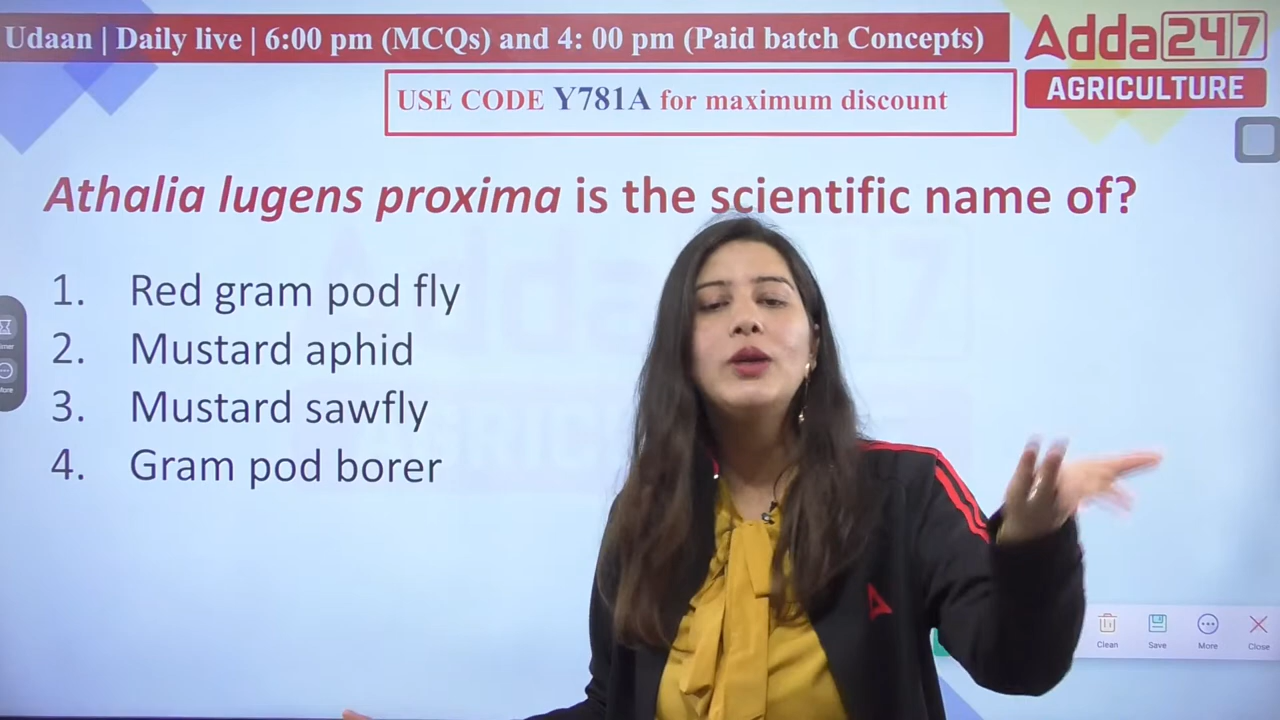 Udaan | Daily live | 6:00 pm (MCQs) and 4: 00 pm (Paid batch Concepts)
Adda247
AGRICULTURE
USE CODE Y781A for maximum discount
Athalia lugens proxima is the scientific name of?
1. Red gram pod fly
2. Mustard aphid
3. Mustard sawfly
4. Gram pod borer
More
Clean Save More Close